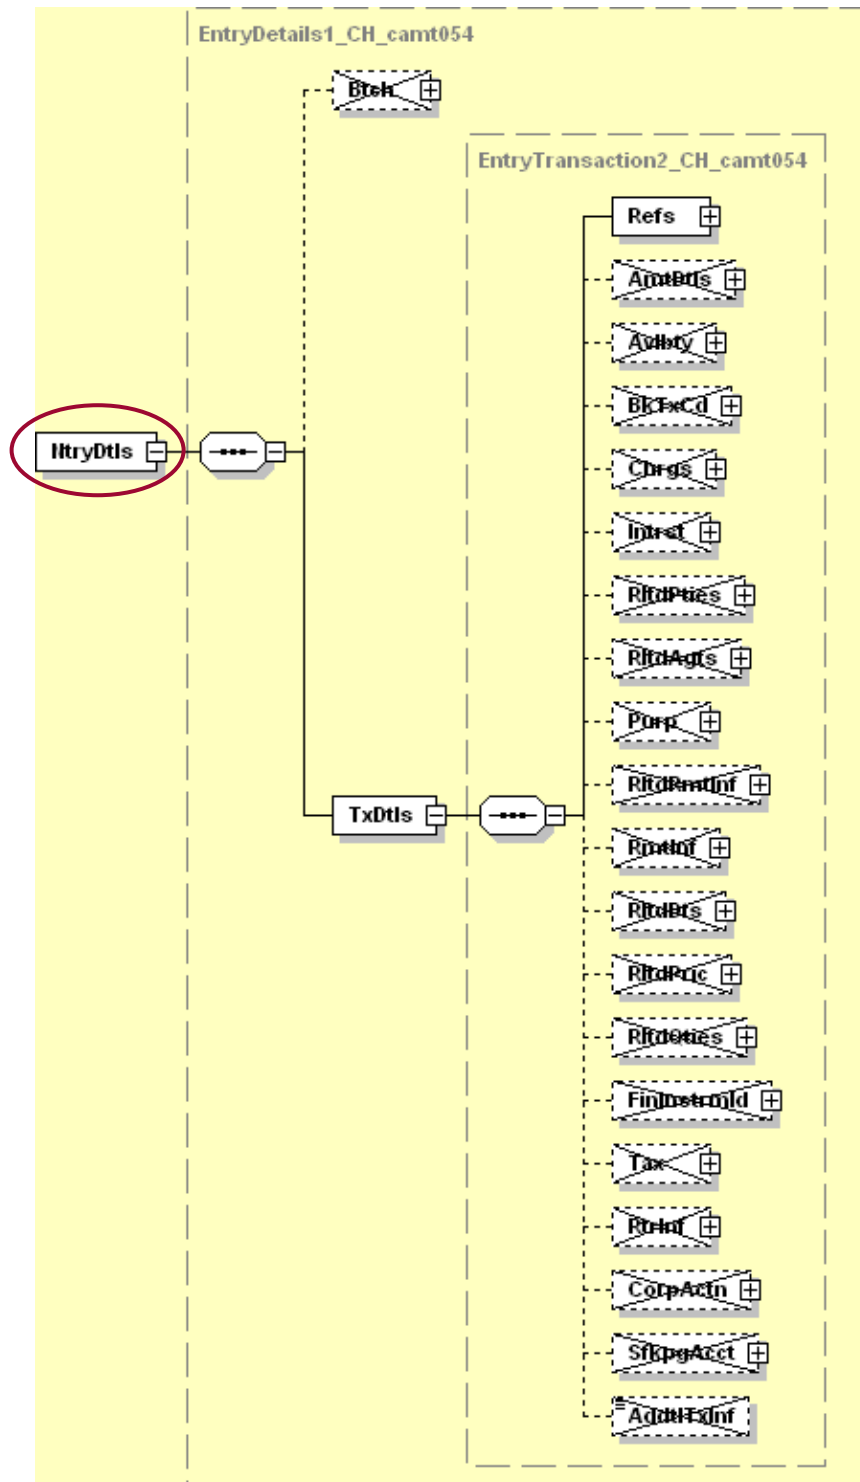 EntryDetails1_CH_camt054
Btch
EntryTransaction2_CH_camt054
Refs
AmtDtls
Avlbty
BkTxCd
Chrgs
Intrst
RltdPties
RltdAgts
Purp
RltdRmtInf
NtryDtls
TxDtls
RmtInf
RltdDts
RltdPric
RltdQties
FinInstrmId
Tax
RtrInf
CorpActn
SfkpgAcct
AddtlTxInf